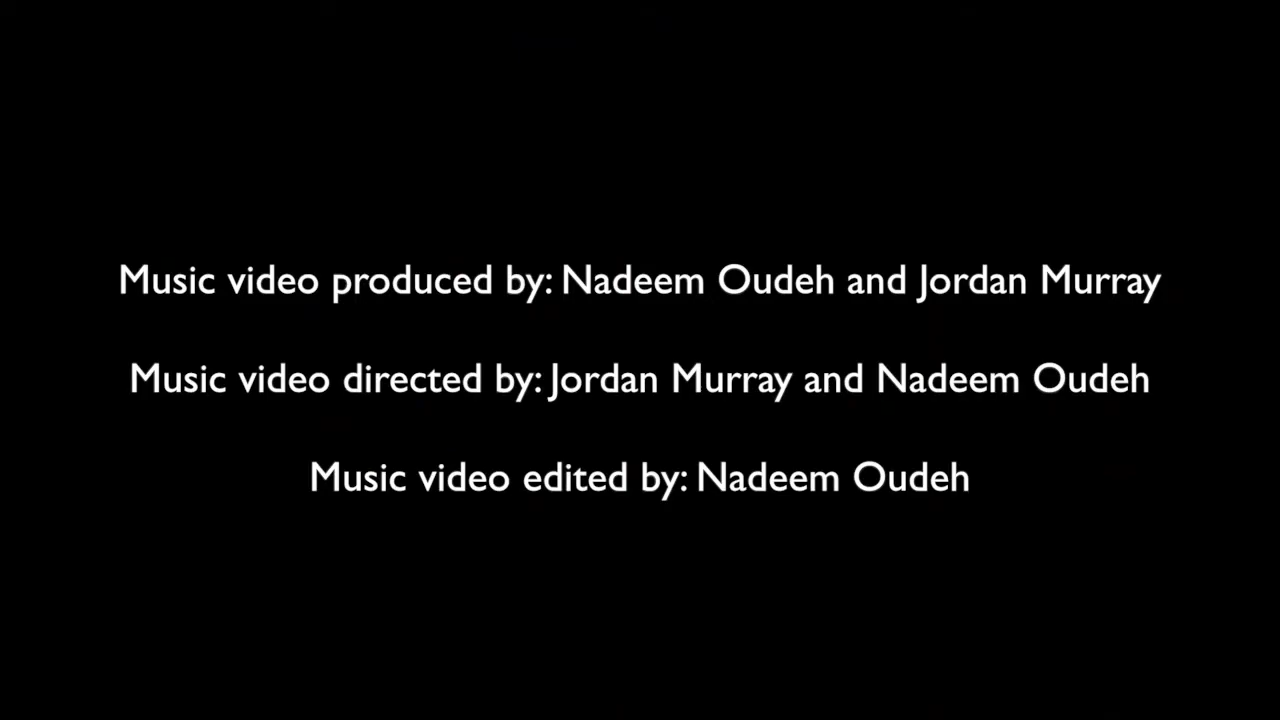 Music video produced by: Nadeem Oudeh and Jordan Murray
Music video directed by: Jordan Murray and Nadeem Oudeh
Music video edited by: Nadeem Oudeh